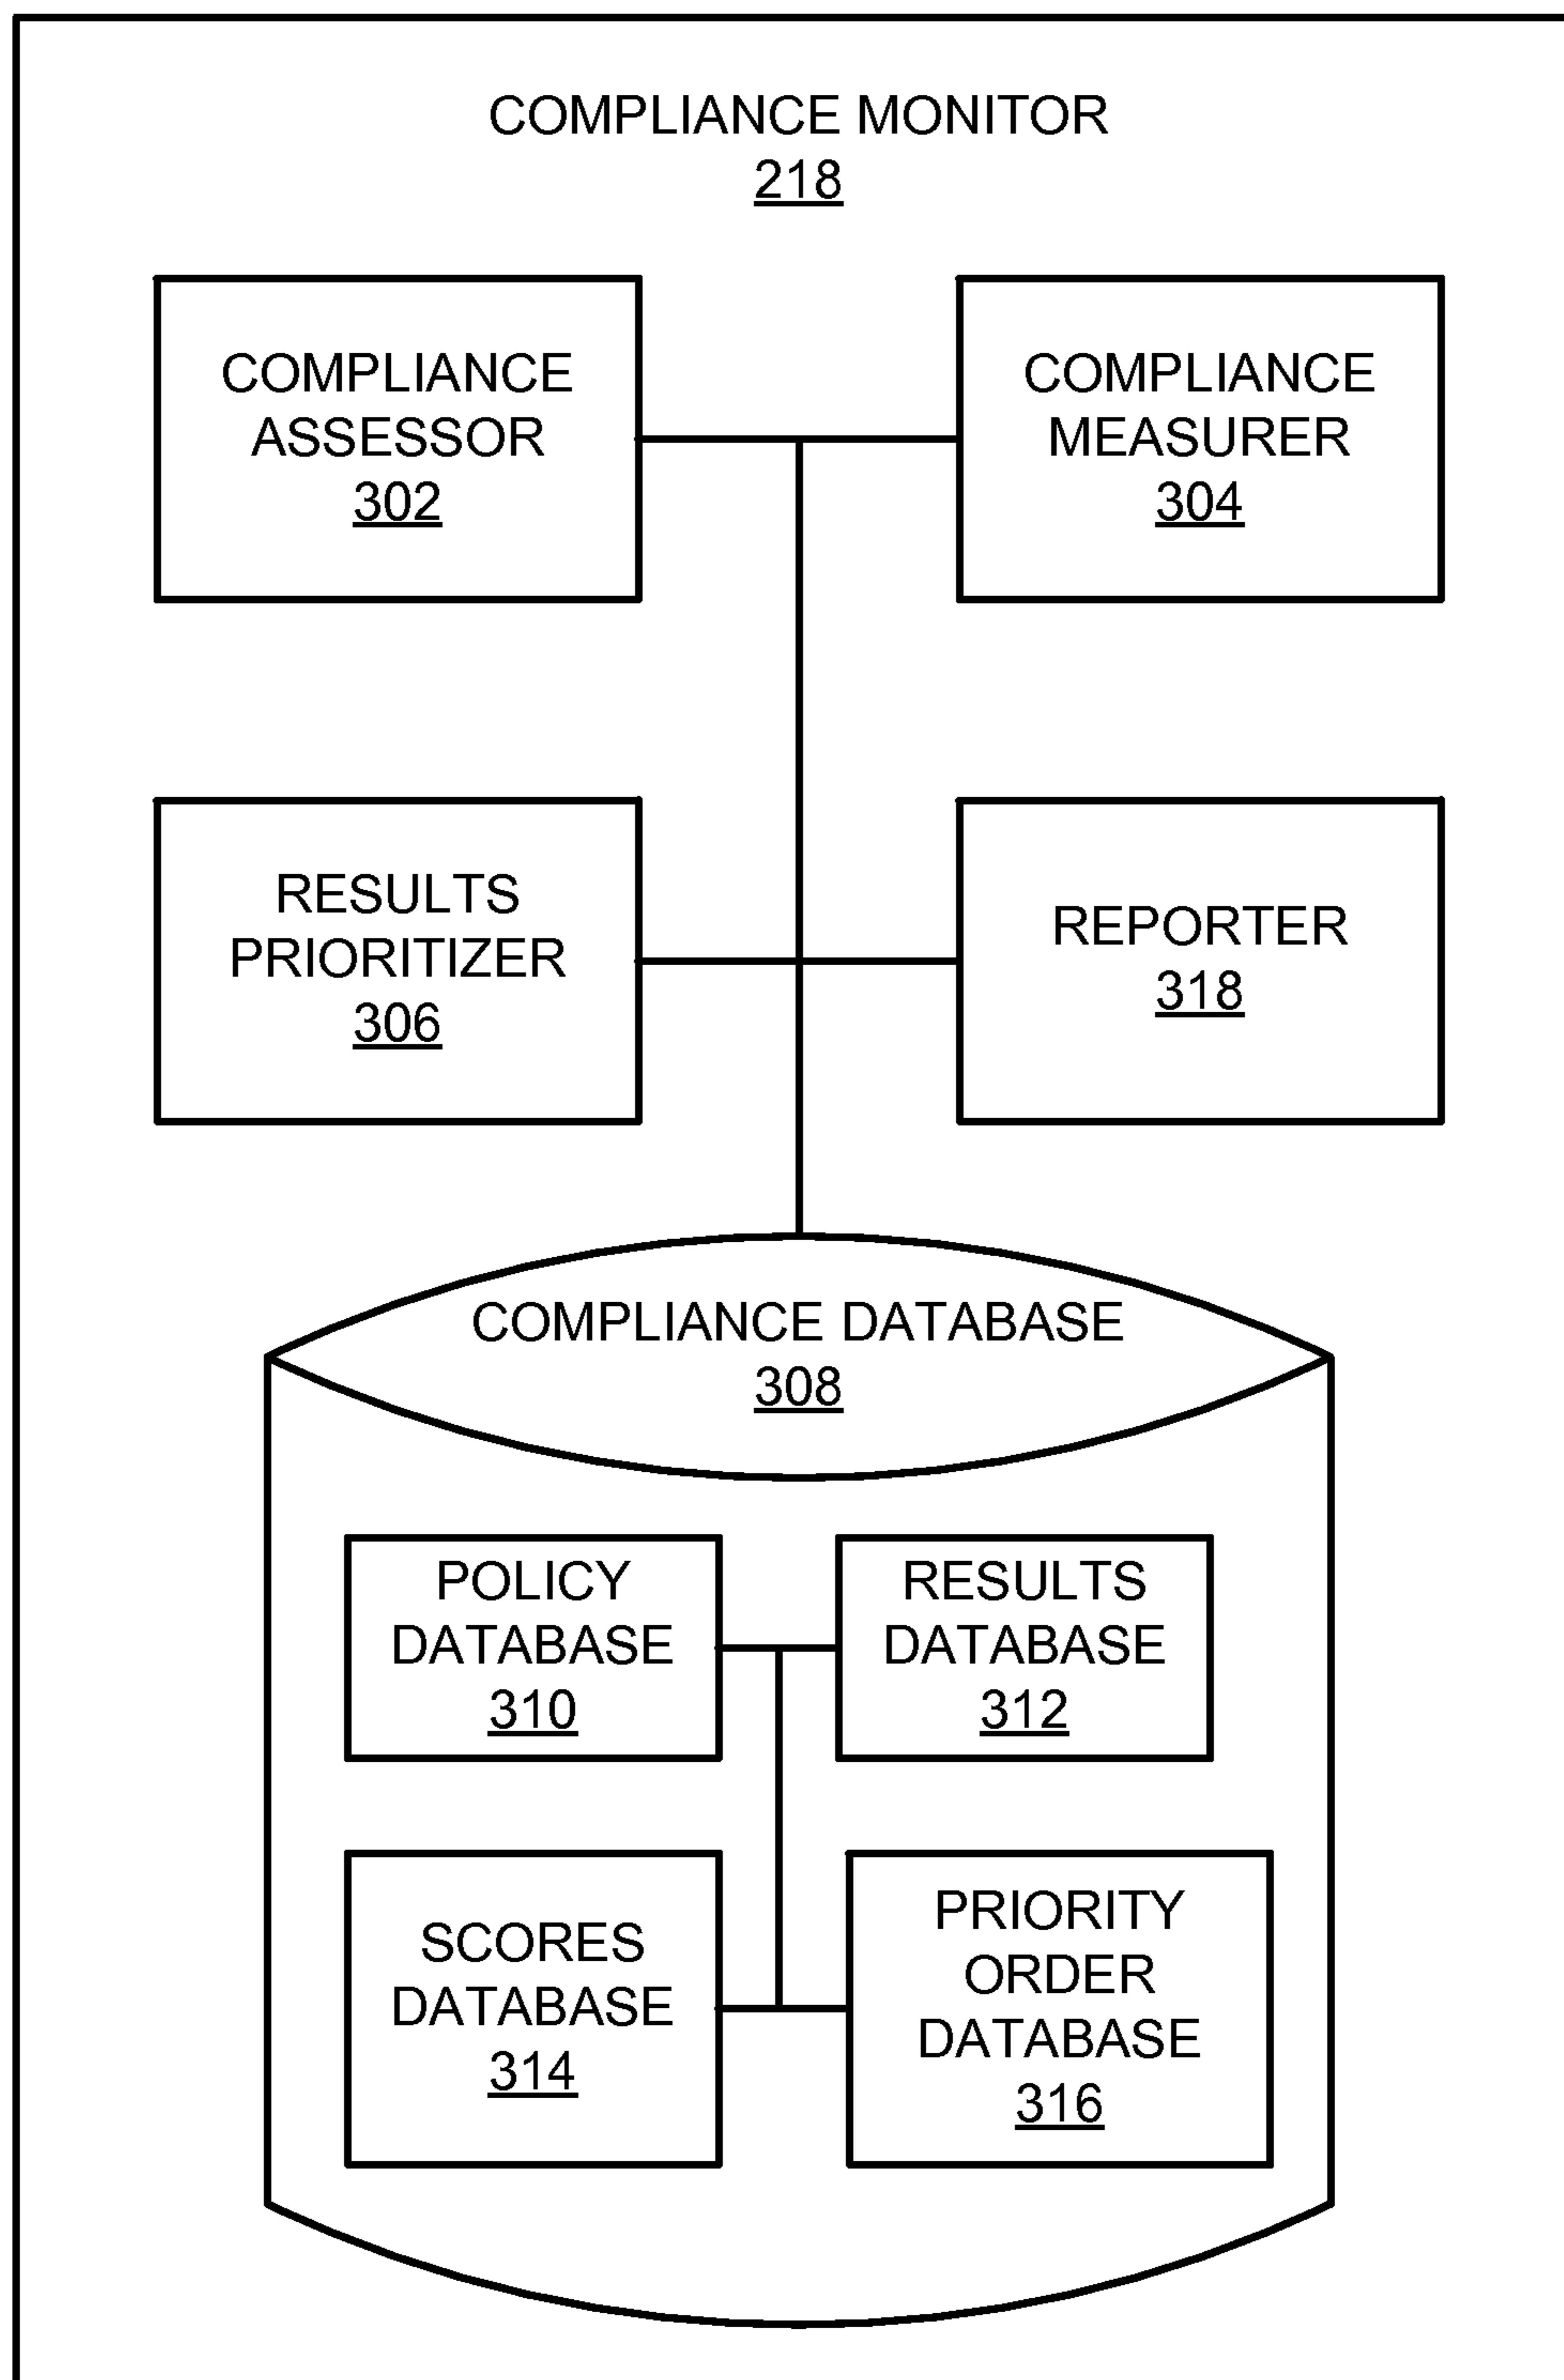 COMPLIANCE MONITOR
218
COMPLIANCE
ASSESSOR
302
COMPLIANCE
MEASURER
304
RESULTS
PRIORITIZER
306
REPORTER
318
COMPLIANCE DATABASE
308
POLICY
DATABASE
310
RESULTS
DATABASE
312
SCORES
DATABASE
314
PRIORITY
ORDER
DATABASE
316